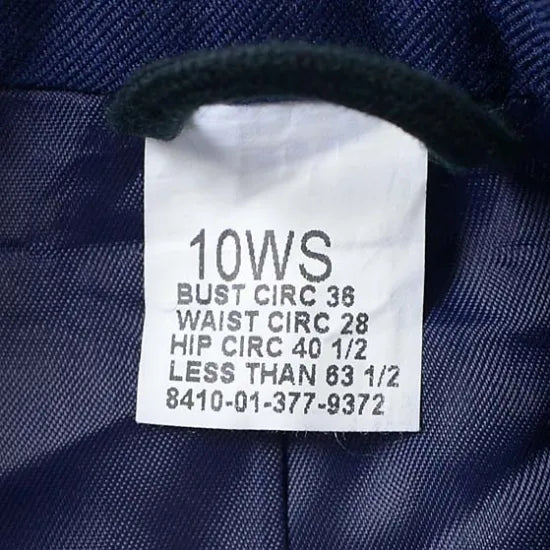 10WS
BUST CIRC 36
WAIST CIRC 28
HIP CIRC 40 1/2
LESS THAN 63 1/2
8410-01-377-9372